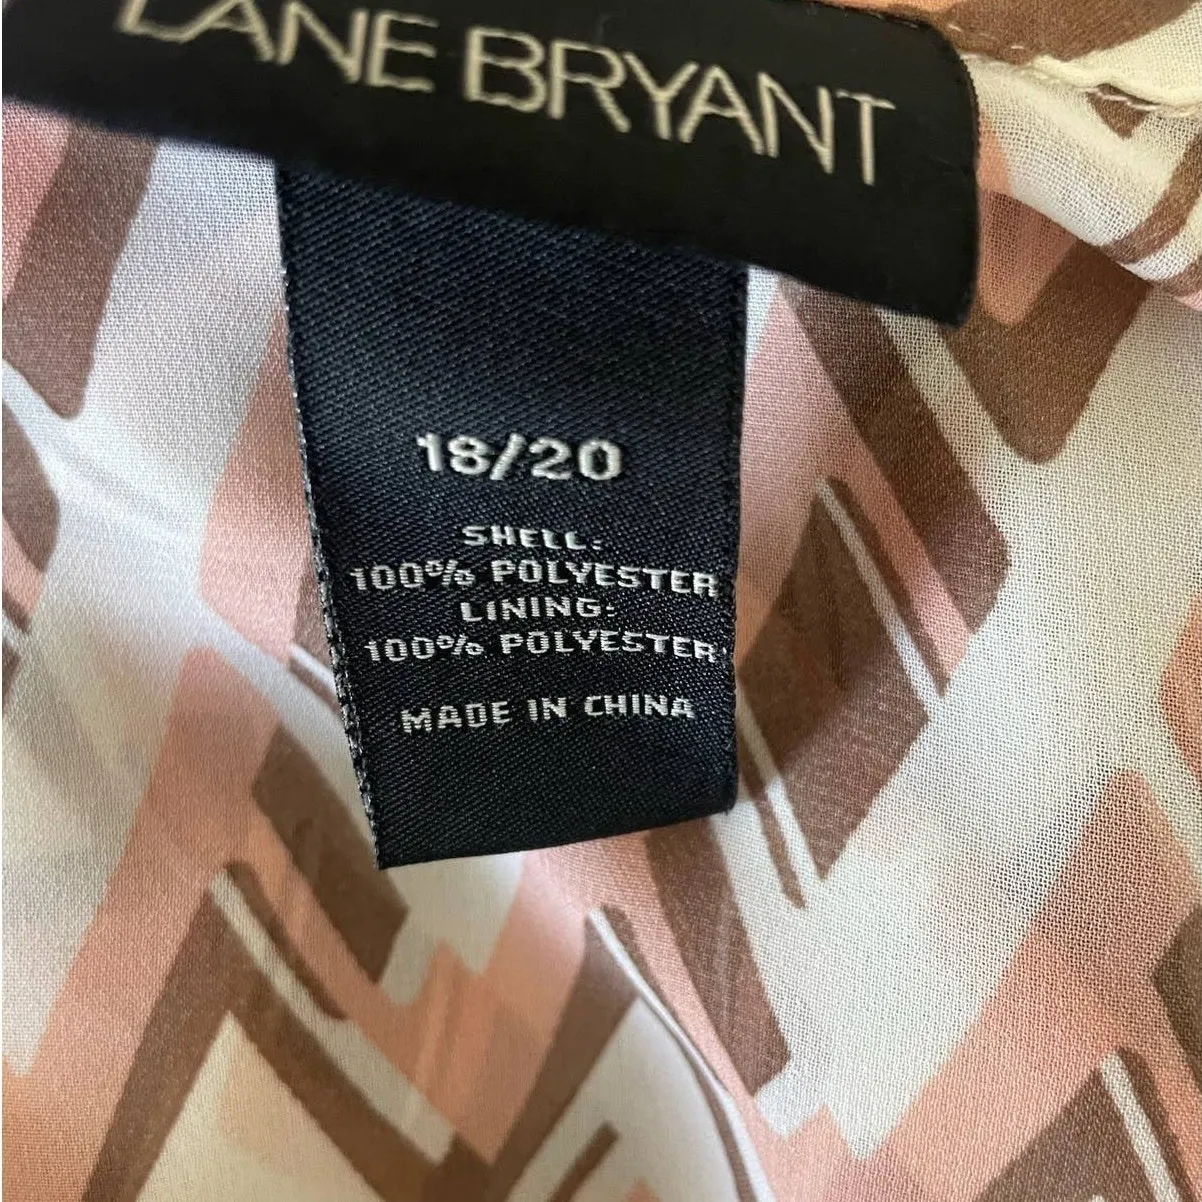 LANE BRYANT
18/20
SHELL:
100% POLYESTER
LINING:
100% POLYESTER
MADE IN CHINA